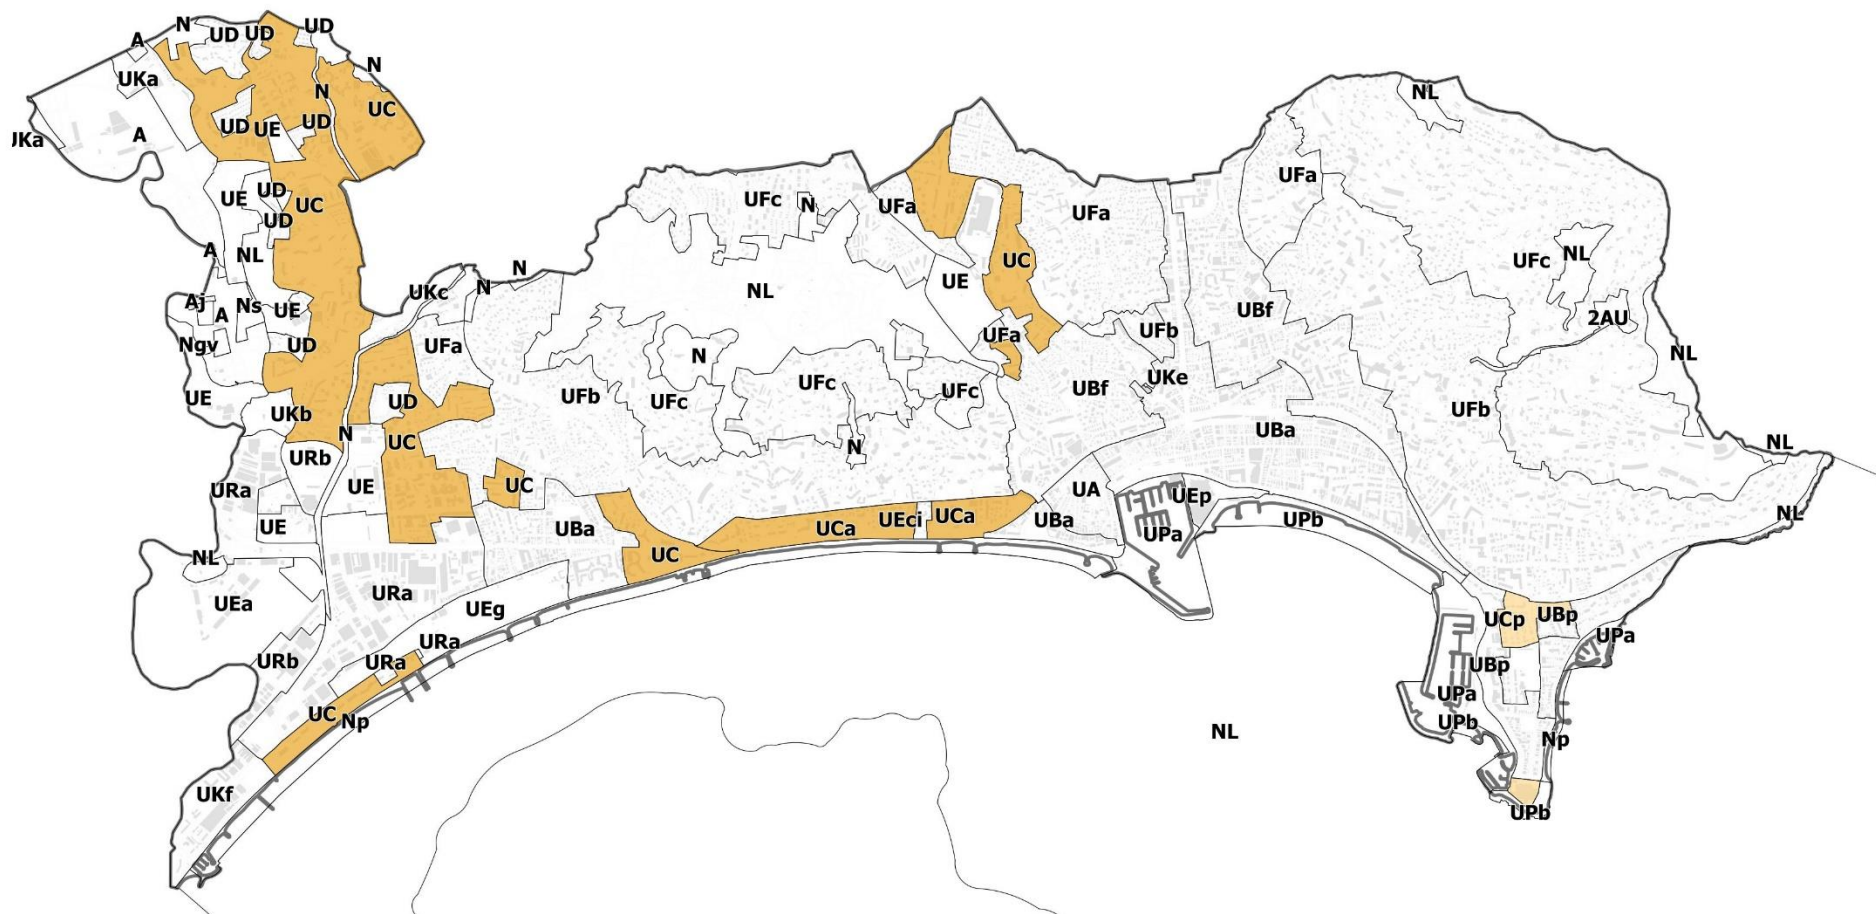 N
UD
UD
UD
A
N
UKa
N
UC
UD
UE
UD
A
UKa
UE
UD
UC
UD
A
NL
UFc
N
UFa
UFa
UFa
NL
UC
UE
UFc
NL
N
UKc
N
NL
Aj
A
Ns
UE
UBf
2AU
Ngv
UD
UFa
UFa
UFb
NL
N
UE
UKb
UD
UFb
UFc
UFc
UFc
UBf
UKe
UFb
N
UC
N
UBa
NL
URb
URa
UE
UC
UA
UEp
NL
UE
UBa
UCa
UEci
UCa
UBa
UPa
UPb
NL
UC
UEa
URa
UEg
UCp
UBp
UPa
URb
URa
URa
UBp
UPa
UC
Np
UPb
NL
Np
UKf
UPb